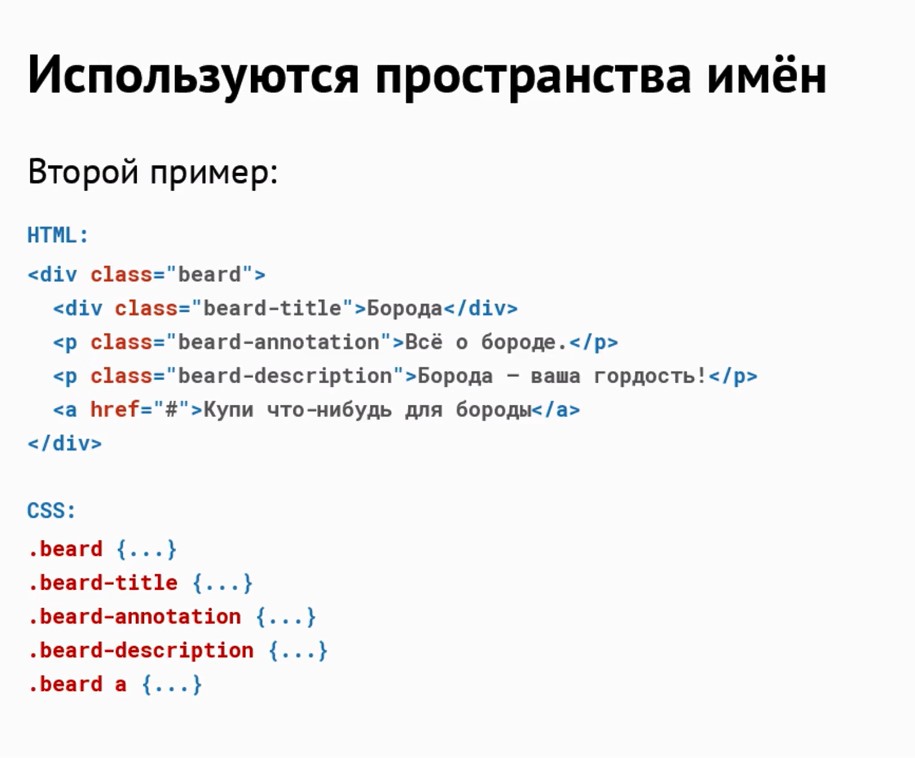 Используются пространства имён
Второй пример:
HTML:
<div class="beard">
  <div class="beard-title">Борода</div>
  <p class="beard-annotation">Всё о бороде.</p>
  <p class="beard-description">Борода – ваша гордость!</p>
  <a href="#">Купи что-нибудь для бороды</a>
</div>
CSS:
.beard {...}
.beard-title {...}
.beard-annotation {...}
.beard-description {...}
.beard a {...}